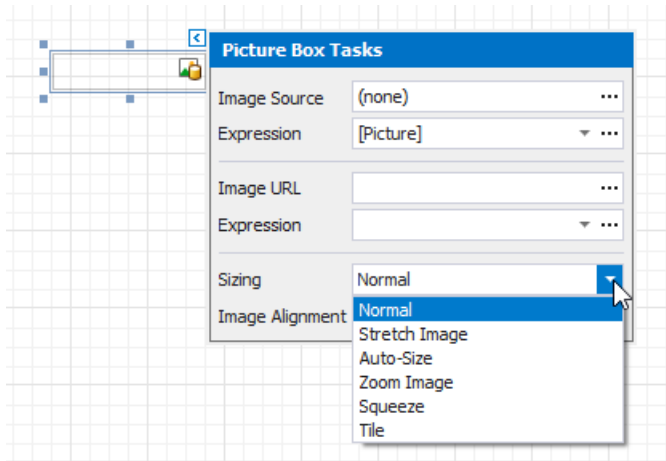 Picture Box Tasks
Image Source (none) ...
Expression [Picture] ...
Image URL ...
Expression ...
Sizing Normal
Image Alignment
Normal
Stretch Image
Auto-Size
Zoom Image
Squeeze
Tile